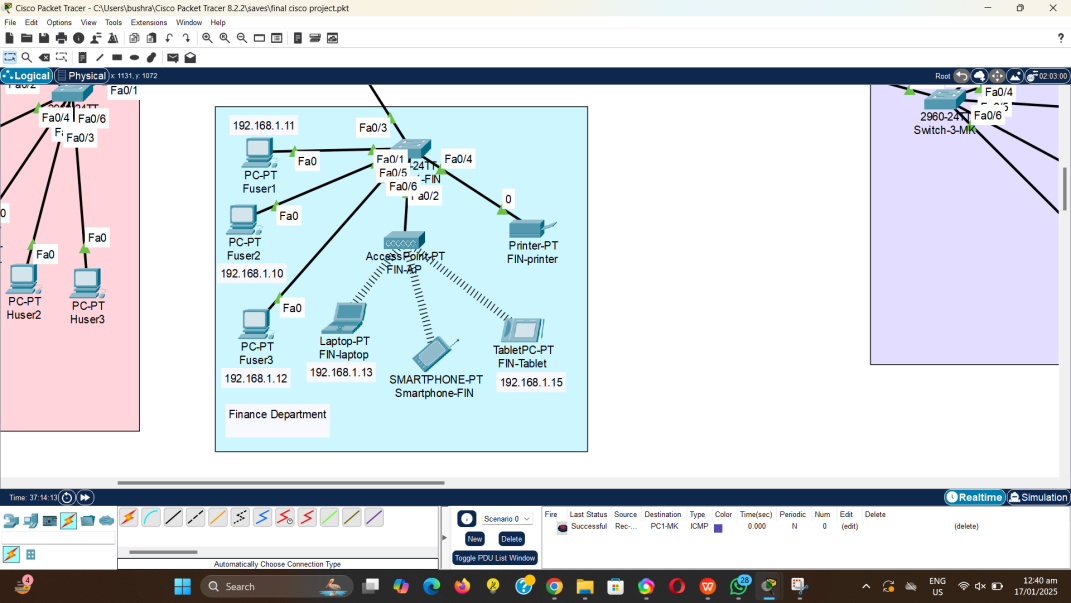 Cisco Packet Tracer - C:\Users\bushra\Cisco Packet Tracer 8.2.2\saves\final cisco project.pkt
File Edit Options View Tools Extensions Window Help
Logical Physical x: 1131, y: 1072
Root 02:03:00
Fa0/2 Fa0/1
Fa0/4 Fa0/6
Fa0/3
Fa0
Fa0
PC-PT
Huser2
PC-PT
Huser3
192.168.1.11
Fa0/3
PC-PT
Fuser1
Fa0
Fa0/1
Fa0/5
Fa0/6
Fa0/2
Fa0/4
-24TT
-FIN
0
PC-PT
Fuser2
Fa0
192.168.1.10
Printer-PT
FIN-printer
AccessPoint-PT
FIN-AP
Fa0
PC-PT
Fuser3
192.168.1.12
Laptop-PT
FIN-laptop
192.168.1.13
SMARTPHONE-PT
Smartphone-FIN
TabletPC-PT
FIN-Tablet
192.168.1.15
Finance Department
Fa0/4
Fa0/6
2960-24TT
Switch-3-MK
Time: 37:14:13
Realtime Simulation
Scenario 0
New Delete
Toggle PDU List Window
Fire Last Status Source Destination Type Color Time(sec) Periodic Num Edit Delete
Successful Rec-... PC1-MK ICMP 0.000 N 0 (edit) (delete)
Automatically Choose Connection Type
4
Search
28
ENG
US
12:40 am
17/01/2025